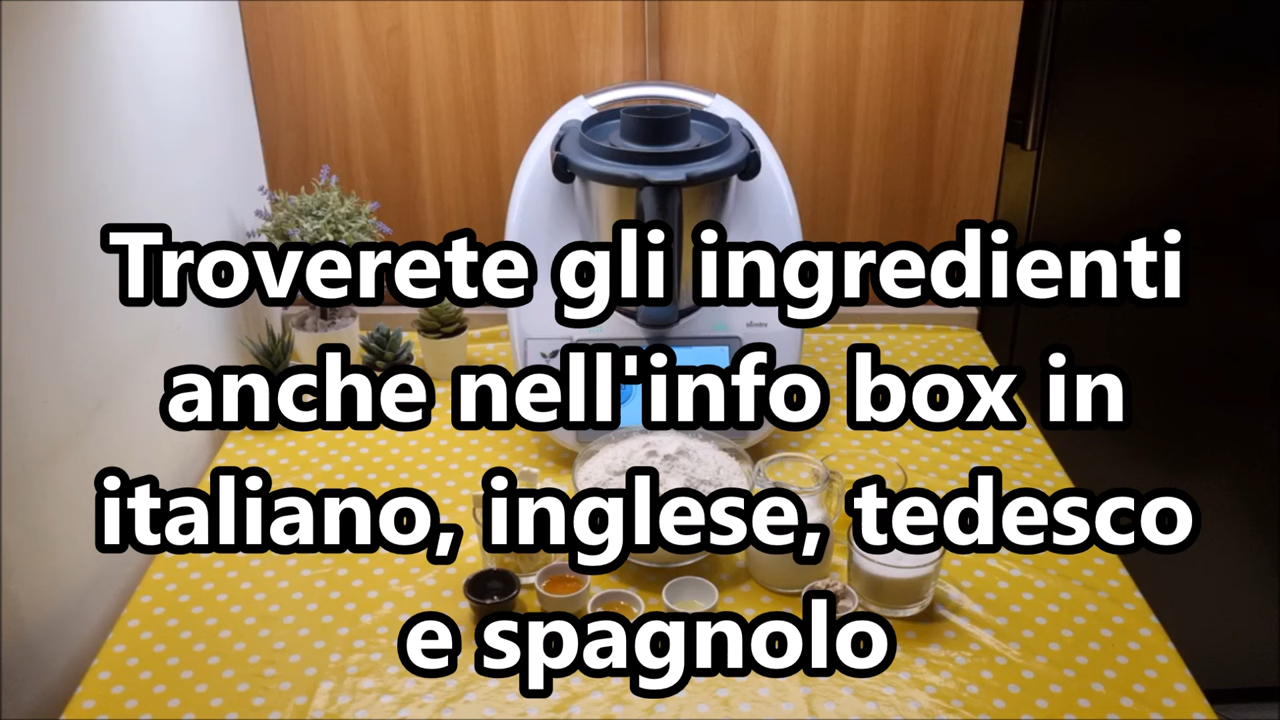 Troverete gli ingredienti
anche nell'info box in
italiano, inglese, tedesco
e spagnolo